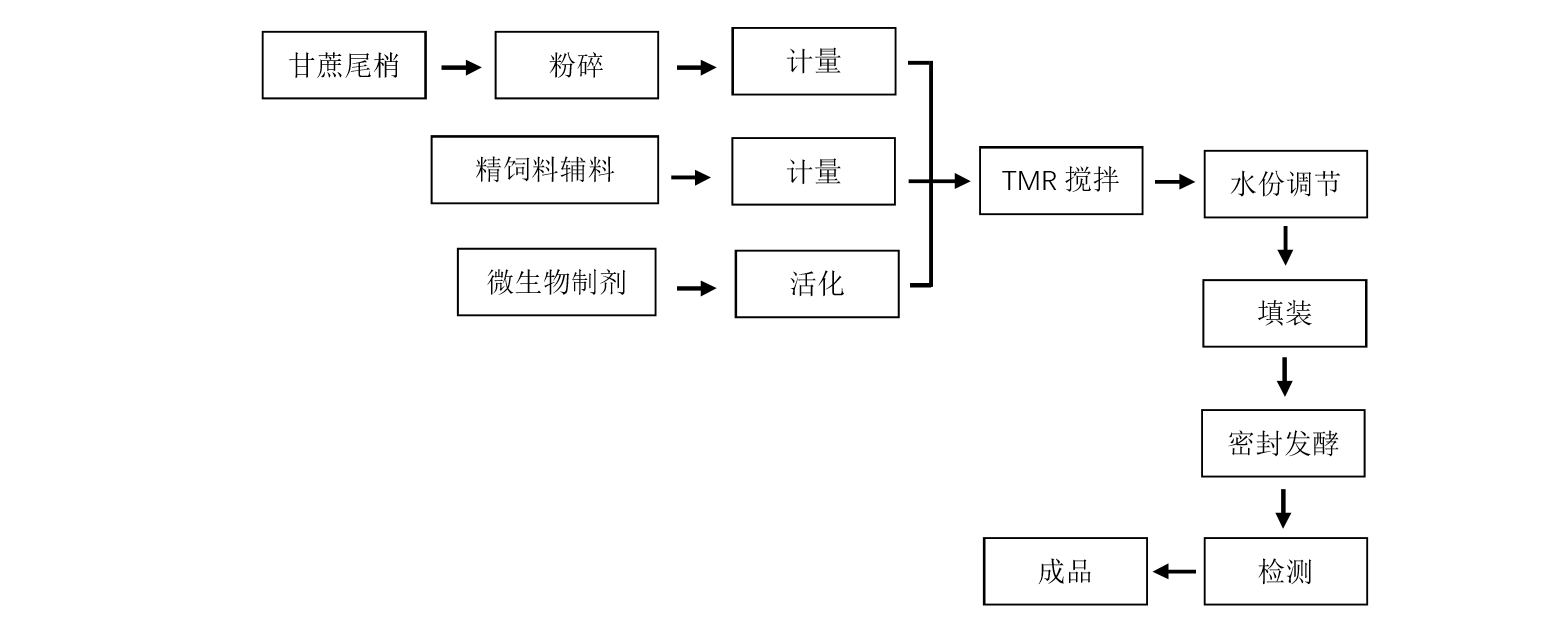 甘蔗尾梢
粉碎
计量
精饲料辅料
计量
微生物制剂
活化
TMR 搅拌
水份调节
填装
密封发酵
检测
成品